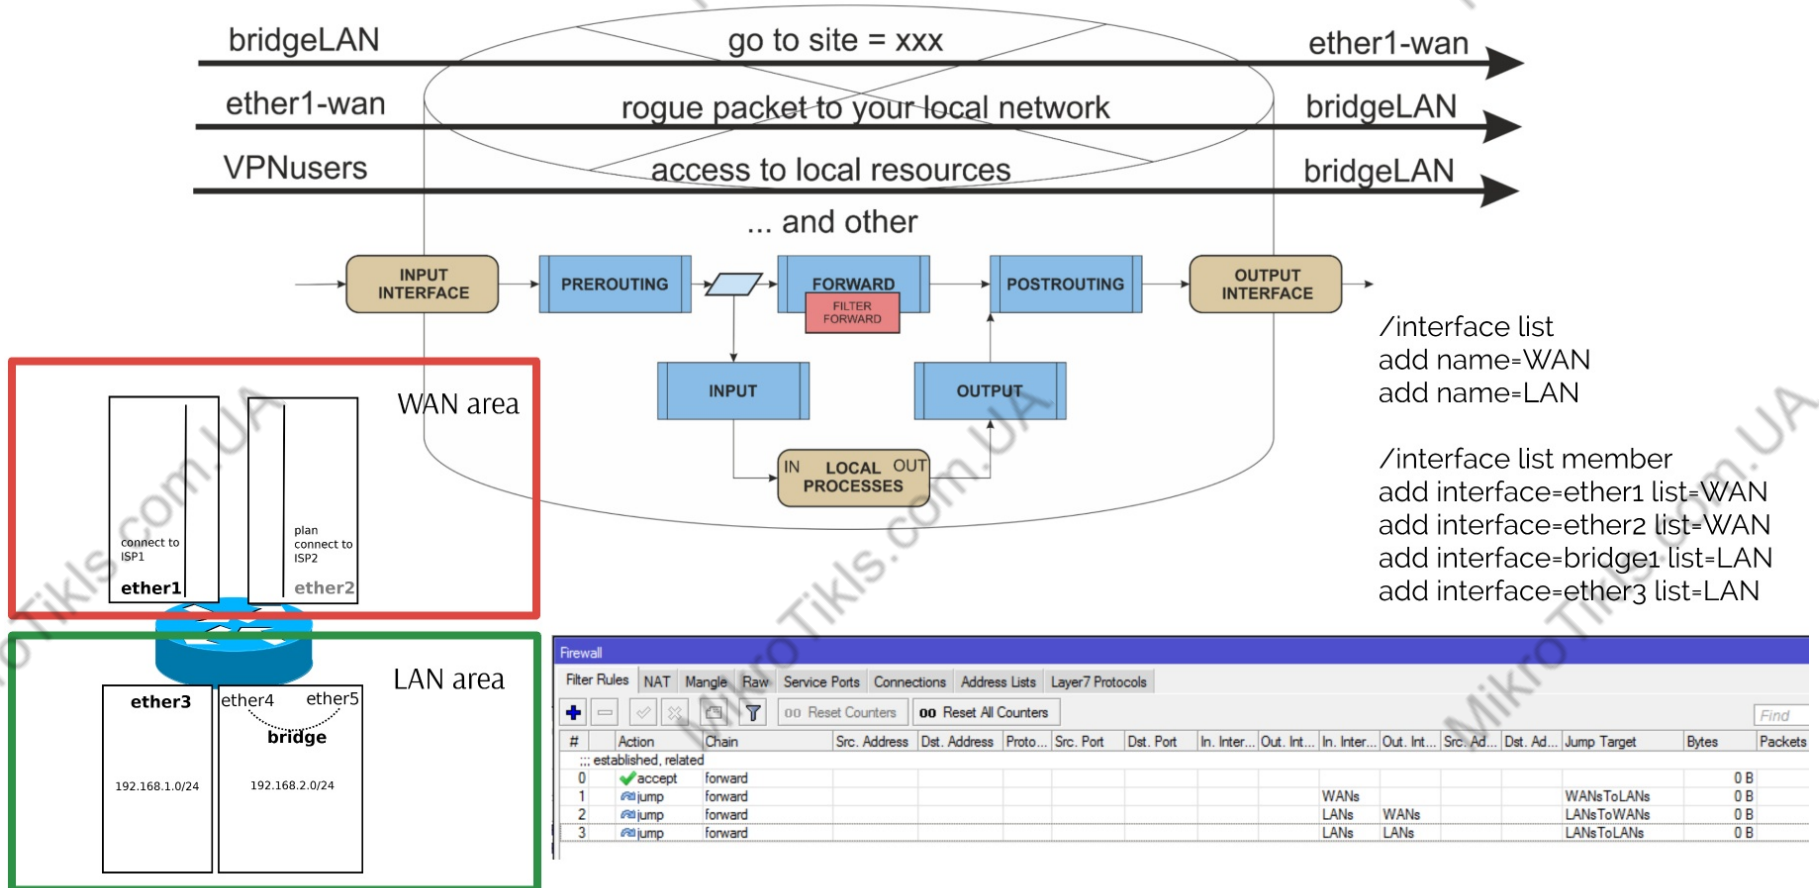 bridgeLAN go to site = xxx ether1-wan
ether1-wan rogue packet to your local network bridgeLAN
VPNusers access to local resources bridgeLAN
... and other
INPUT
INTERFACE
PREROUTING
FORWARD
FILTER
FORWARD
POSTROUTING
OUTPUT
INTERFACE
INPUT
OUTPUT
IN LOCAL OUT
PROCESSES
/interface list
add name=WAN
add name=LAN
/interface list member
add interface=ether1 list=WAN
add interface=ether2 list=WAN
add interface=bridge1 list=LAN
add interface=ether3 list=LAN
WAN area
connect to
ISP1
ether1
plan
connect to
ISP2
ether2
LAN area
ether3
192.168.1.0/24
ether4 ether5
bridge
192.168.2.0/24
Firewall
Filter Rules NAT Mangle Raw Service Ports Connections Address Lists Layer7 Protocols
00 Reset Counters 00 Reset All Counters Find
# Action Chain Src. Address Dst. Address Proto... Src. Port Dst. Port In. Inter... Out. Int... In. Inter... Out. Int... Src. Ad... Dst. Ad... Jump Target Bytes Packets
;;; established, related
0 accept forward 0 B
1 jump forward WANs WANsToLANs 0 B
2 jump forward LANs WANs LANsToWANs 0 B
3 jump forward LANs LANs LANsToLANs 0 B
MikroTikls.com.UA
MikroTikls.com.UA
oTikls.com.UA